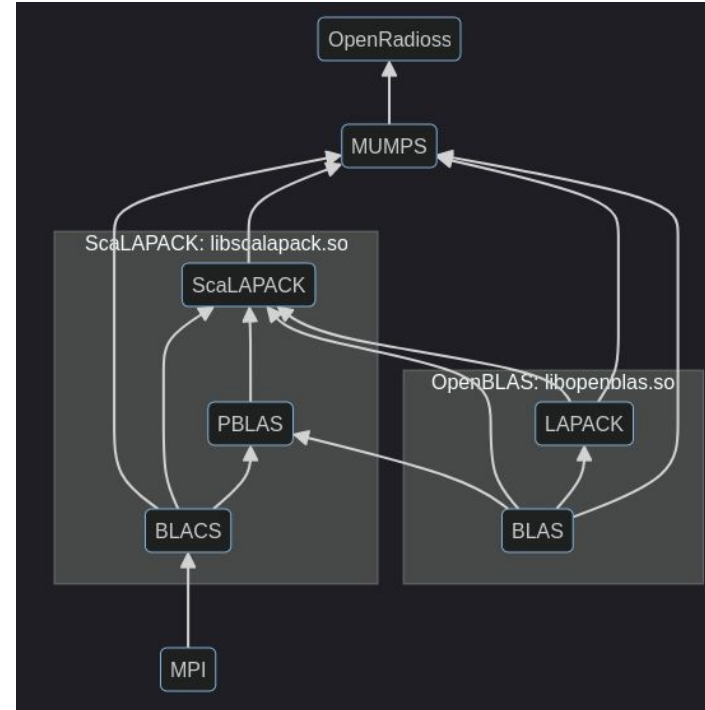 OpenRadioss
MUMPS
ScaLAPACK: libscalapack.so
ScaLAPACK
OpenBLAS: libopenblas.so
PBLAS
LAPACK
BLACS
BLAS
MPI